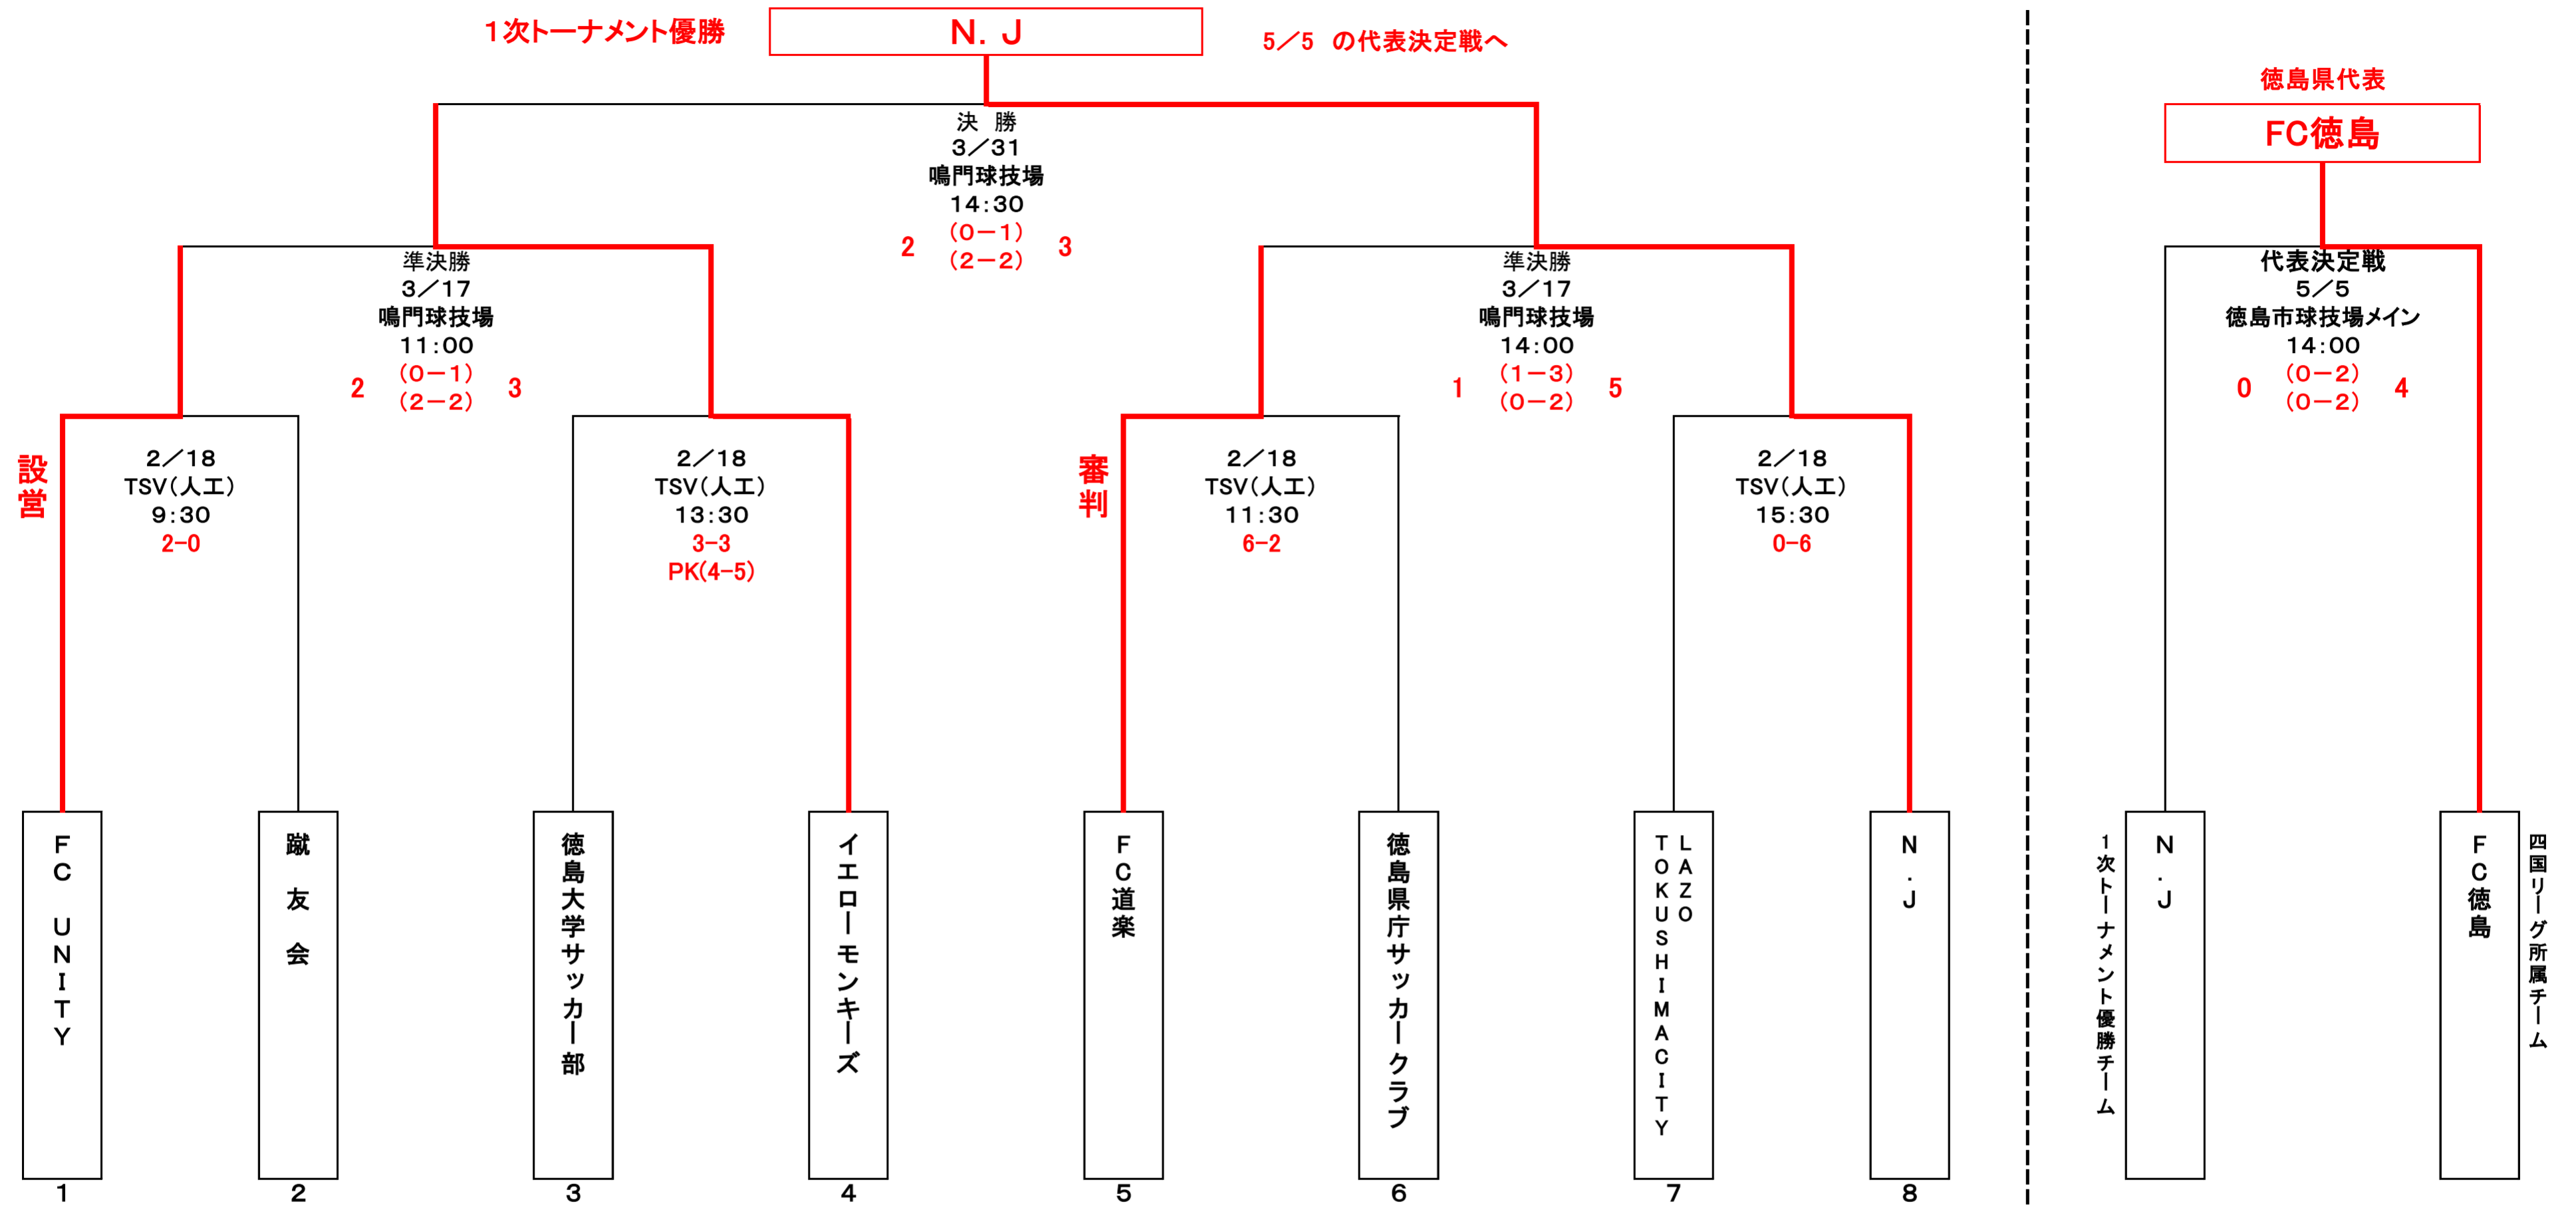 1次トーナメント優勝
N.J
5/5 の代表決定戦へ
決 勝
3/31
鳴門球技場
14:30
(0-1)
2 3
(2-2)
準決勝
3/17
鳴門球技場
11:00
(0-1)
2 3
(2-2)
準決勝
3/17
鳴門球技場
14:00
(1-3)
1 5
(0-2)
設営
2/18
TSV(人工)
9:30
2-0
2/18
TSV(人工)
13:30
3-3
PK(4-5)
審判
2/18
TSV(人工)
11:30
6-2
2/18
TSV(人工)
15:30
0-6
FC UNITY
蹴友会
徳島大学サッカー部
イエローモンキーズ
FC道楽
徳島県庁サッカークラブ
LAZO
TOKUSHIMACITY
N.J
1
2
3
4
5
6
7
8
徳島県代表
FC徳島
代表決定戦
5/5
徳島市球技場メイン
14:00
(0-2)
0 4
(0-2)
1次トーナメント優勝チーム
N.J
FC徳島
四国リーグ所属チーム